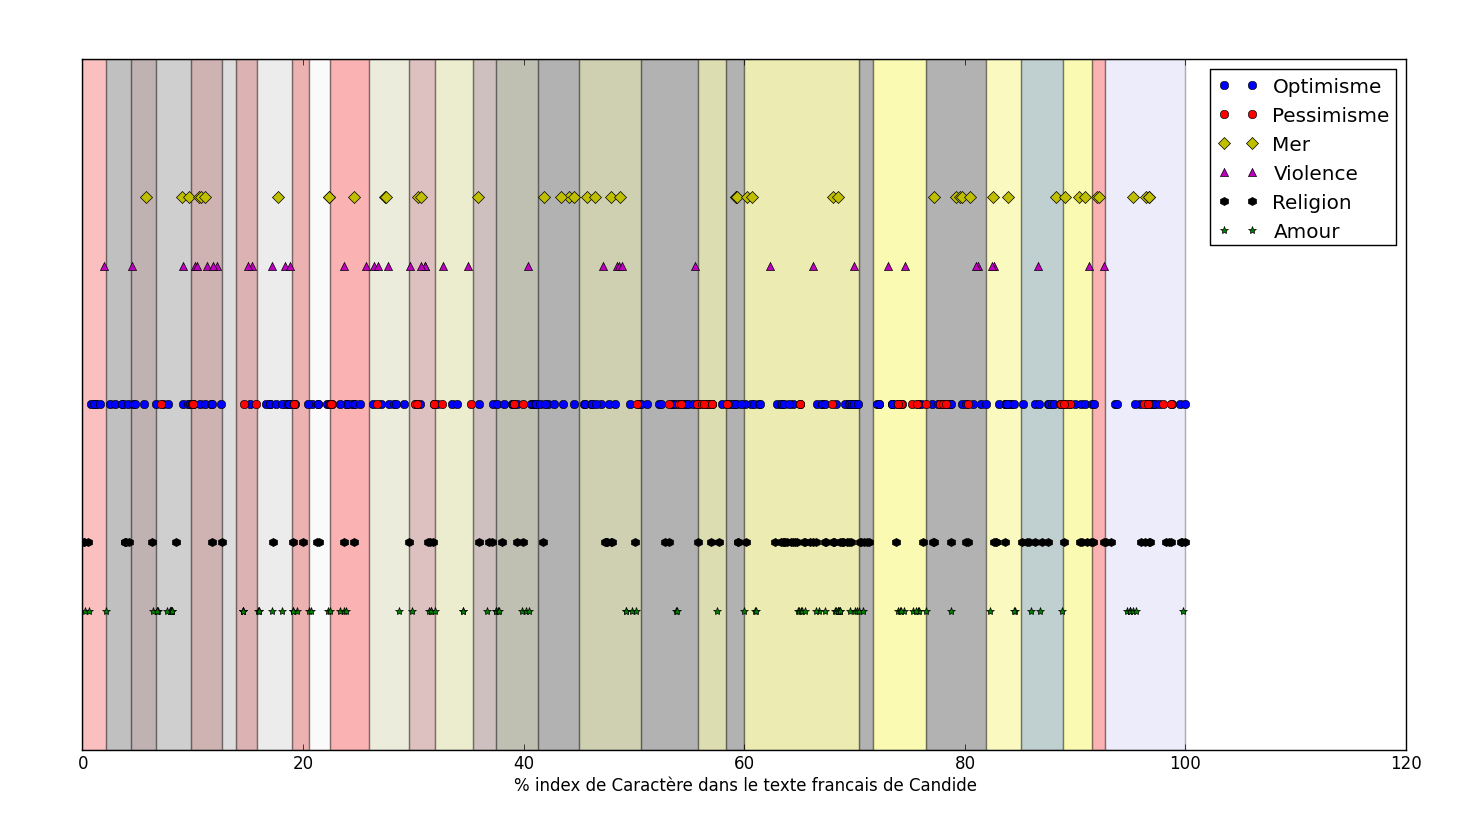 Optimisme
Pessimisme
Mer
Violence
Religion
Amour
0 20 40 60 80 100 120
% index de Caractère dans le texte francais de Candide